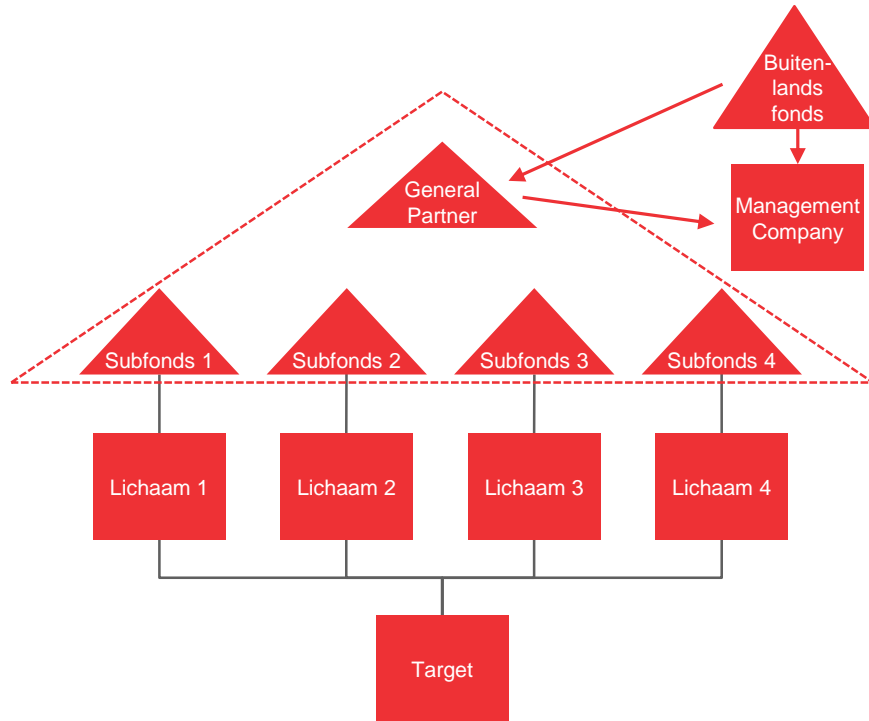 Buiten-
lands
fonds
General
Partner
Management
Company
Subfonds 1
Subfonds 2
Subfonds 3
Subfonds 4
Lichaam 1
Lichaam 2
Lichaam 3
Lichaam 4
Target